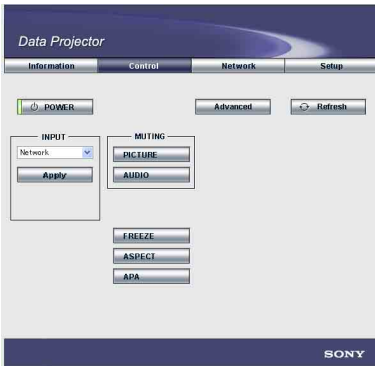 Data Projector
Information Control Network Setup
POWER Advanced Refresh
INPUT MUTING
Network PICTURE
Apply AUDIO
FREEZE
ASPECT
APA
SONY